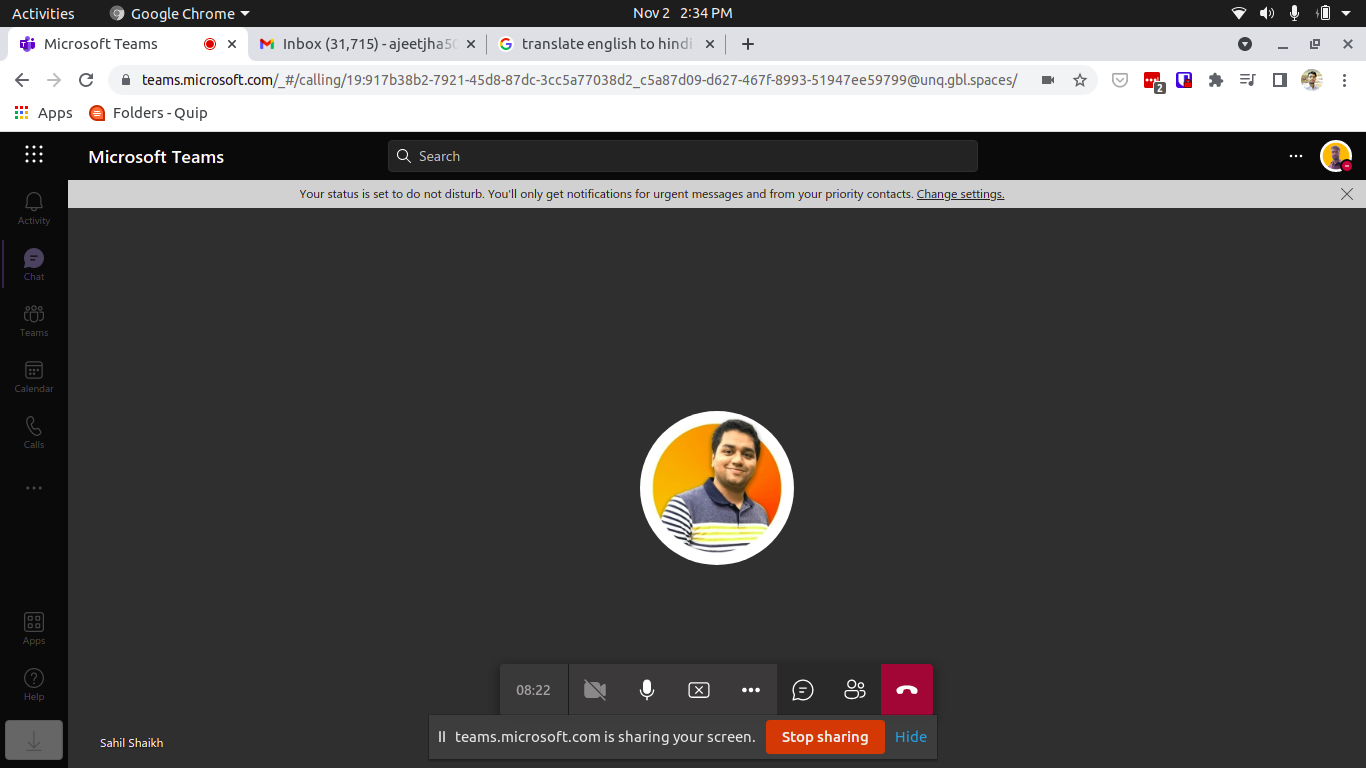 Activities Google Chrome Nov 2 2:34 PM
Microsoft Teams Inbox (31,715) - ajeetjha50 translate english to hindi
teams.microsoft.com/_#/calling/19:917b38b2-7921-45d8-87dc-3cc5a77038d2_c5a87d09-d627-467f-8993-51947ee59799@unq.gbl.spaces/ 2
Apps Folders - Quip
Microsoft Teams Search
Your status is set to do not disturb. You'll only get notifications for urgent messages and from your priority contacts. Change settings.
Activity
Chat
Teams
Calendar
Calls
Apps
Help
08:22
teams.microsoft.com is sharing your screen. Stop sharing Hide
Sahil Shaikh